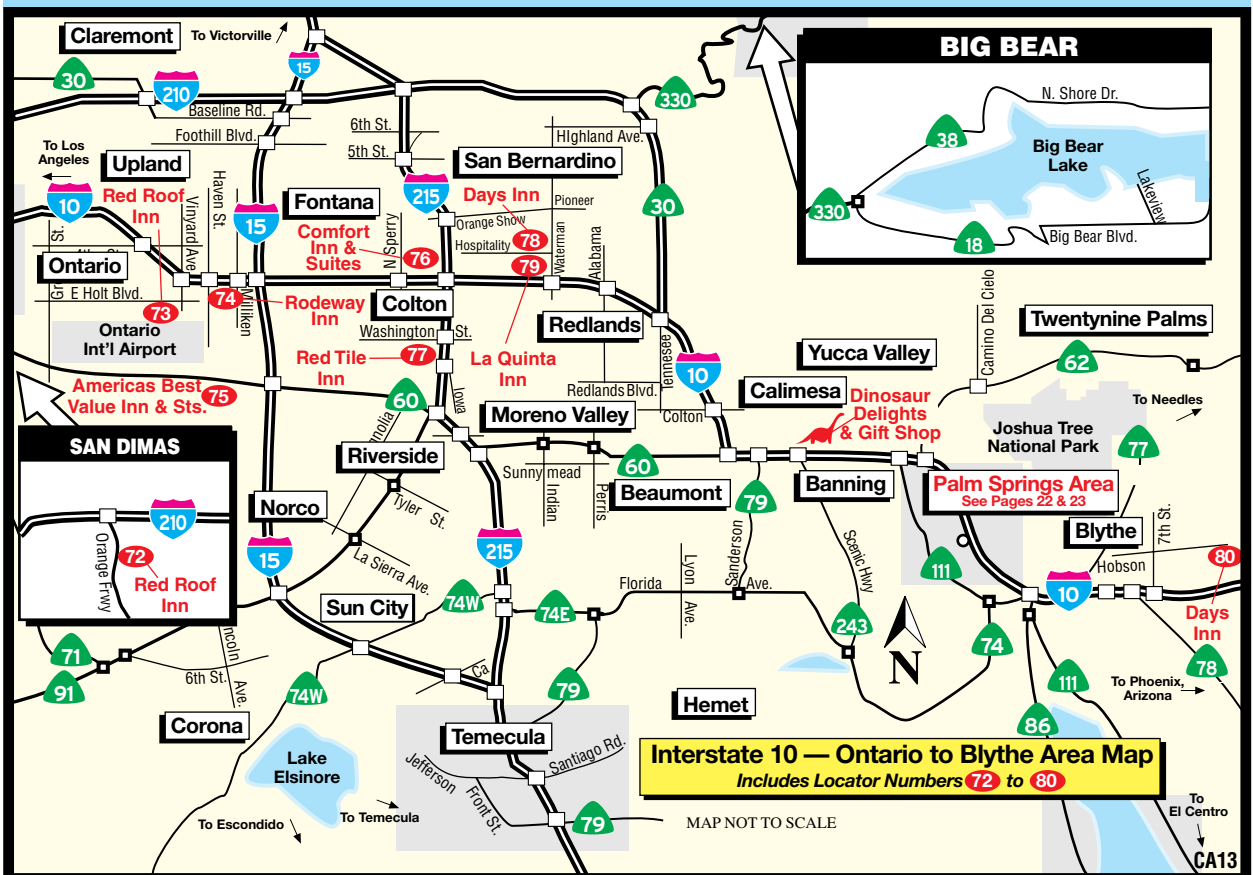 Claremont
To Victorville
30
210
15
Baseline Rd.
Foothill Blvd.
6th St.
5th St.
330
HIghland Ave.
BIG BEAR
N. Shore Dr.
38
Big Bear
Lake
Lakeview
330
18
Big Bear Blvd.
To Los
Angeles
Upland
10
Red Roof
Inn
Vinyard Ave.
Haven St.
15
Fontana
215
San Bernardino
Days Inn
78
Pioneer
Orange Show
Hospitality
Waterman
Alabama
30
Comfort
Inn &
Suites
76
N Sperry
79
St.
Ontario
E Holt Blvd.
73
74
Milliken
Rodeway
Inn
Colton
Ontario
Int'l Airport
Washington St.
Red Tile
Inn
77
La Quinta
Inn
Redlands
Tennesee
Redlands Blvd.
Colton
10
Iowa
Americas Best
Value Inn & Sts.
75
60
Moreno Valley
Calimesa
Yucca Valley
Twentynine Palms
Camino Del Cielo
62
To Needles
Joshua Tree
National Park
77
Dinosaur
Delights
& Gift Shop
SAN DIMAS
210
72
Orange Frwy
Red Roof
Inn
Riverside
Tyler St.
La Sierra Ave.
Norco
15
Sunnymead
Indian
Perris
60
Beaumont
79
Sanderson Ave.
Banning
Scenic Hwy
Palm Springs Area
See Pages 22 & 23
Blythe
7th St.
Hobson
80
Days
Inn
10
111
215
Sun City
74W
74E
Florida
Lyon Ave.
243
N
74
71
91
6th St.
Ave.
74W
Ca
79
Hemet
111
86
78
To Phoenix,
Arizona
Corona
Lake
Elsinore
Temecula
Jefferson
Front St.
Santiago Rd.
79
To Escondido
To Temecula
Interstate 10 — Ontario to Blythe Area Map
Includes Locator Numbers 72 to 80
MAP NOT TO SCALE
To
El Centro
CA13